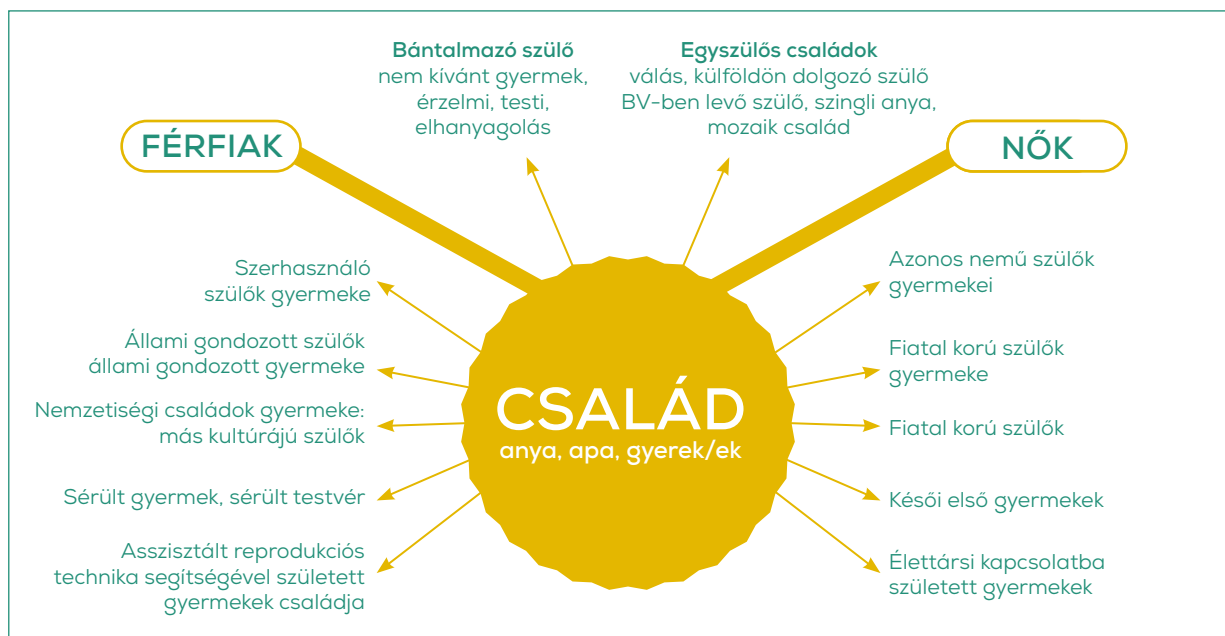 Bántalmazó szülő
nem kívánt gyermek,
érzelmi, testi,
elhanyagolás
Egyszülős családok
válás, külföldön dolgozó szülő
BV-ben levő szülő, szingli anya,
mozaik család
FÉRFIAK
NŐK
Szerhasználó
szülők gyermeke
Állami gondozott szülők
állami gondozott gyermeke
Nemzetiségi családok gyermeke:
más kultúrájú szülők
Sérült gyermek, sérült testvér
Asszisztált reprodukciós
technika segítségével született
gyermekek családja
CSALÁD
anya, apa, gyerek/ek
Azonos nemű szülők
gyermekei
Fiatal korú szülők
gyermeke
Fiatal korú szülők
Késői első gyermekek
Élettársi kapcsolatba
született gyermekek